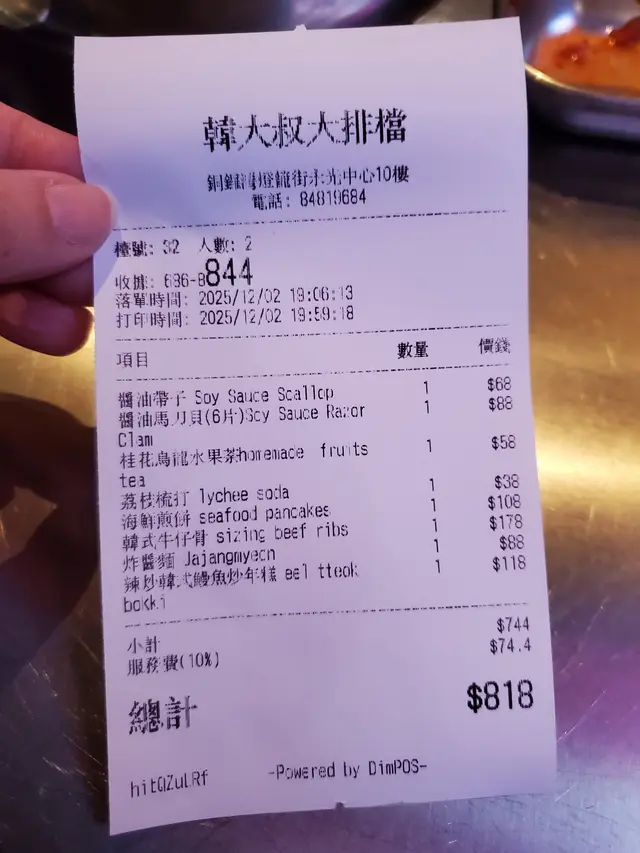 韓大叔大排檔
銅鑼灣燈籠街永光中心10樓
電話: 84819684
檯號: 32 人數: 2
收據: 686-8844
落單時間: 2025/12/02 19:06:13
打印時間: 2025/12/02 19:59:18
項目 數量 價錢
醬油帶子 Soy Sauce Scallop 1 $68
醬油馬刀貝(6片)Soy Sauce Razor 1 $88
Clam
桂花烏龍水果茶homemade fruits 1 $58
tea
荔枝梳打 lychee soda 1 $38
海鮮煎餅 seafood pancakes 1 $108
韓式牛仔骨 sizing beef ribs 1 $178
炸醬麵 Jajangmyeon 1 $88
辣炒韓式鰻魚炒年糕 eel tteok 1 $118
bokki
小計 $744
服務費(10%) $74.4
總計 $818
hitQZuLRf -Powered by DimPOS-